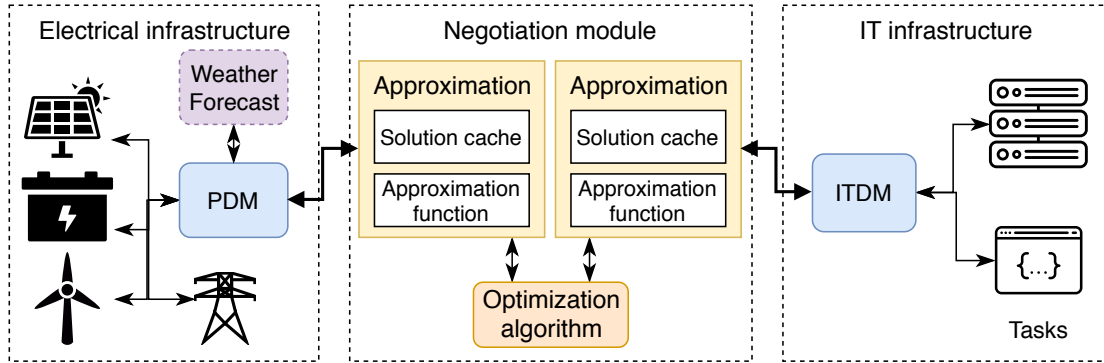 Electrical infrastructure
Weather
Forecast
PDM
Negotiation module
Approximation
Solution cache
Approximation
function
Approximation
Solution cache
Approximation
function
Optimization
algorithm
IT infrastructure
ITDM
{...}
Tasks